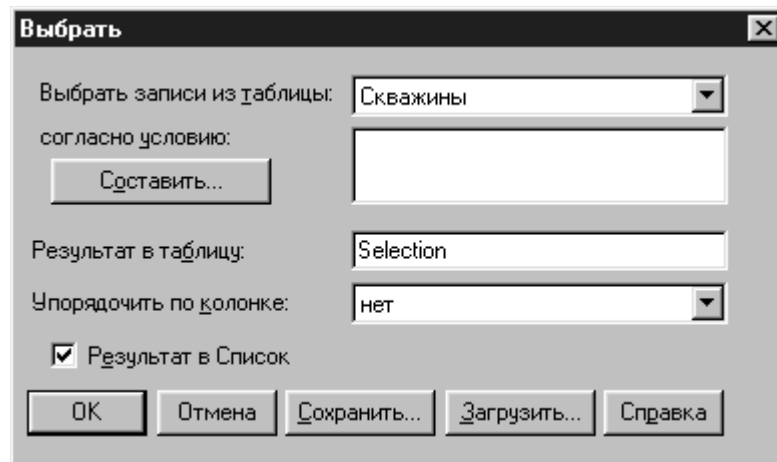 Выбрать
Выбрать записи из таблицы: Скважины
согласно условию:
Составить...
Результат в таблицу: Selection
Упорядочить по колонке: нет
Результат в Список
OK Отмена Сохранить... Загрузить... Справка